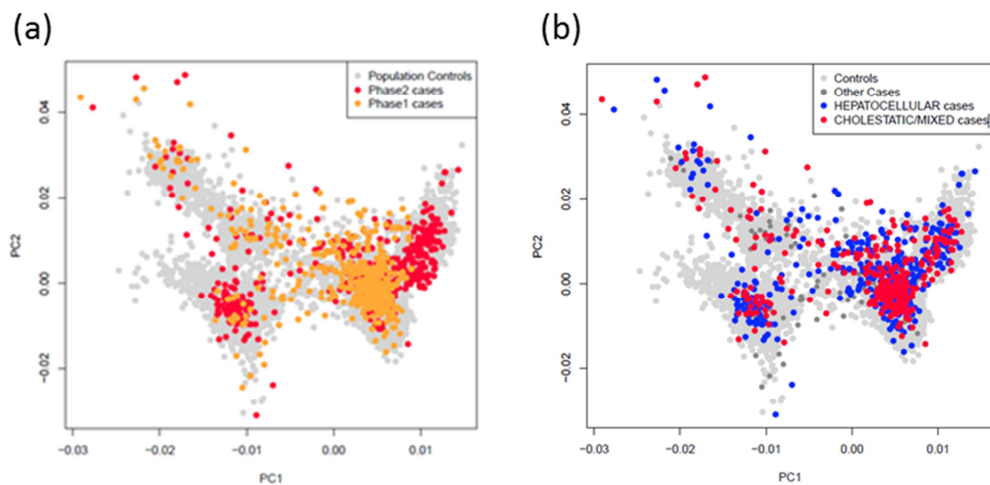 (a)
Population Controls
Phase2 cases
Phase1 cases
PC2
0.04
0.02
0.00
−0.02
−0.03
−0.02
−0.01
0.00
0.01
PC1
(b)
Controls
Other Cases
HEPATOCELLULAR cases
CHOLESTATIC/MIXED cases
PC2
0.04
0.02
0.00
−0.02
−0.03
−0.02
−0.01
0.00
0.01
PC1